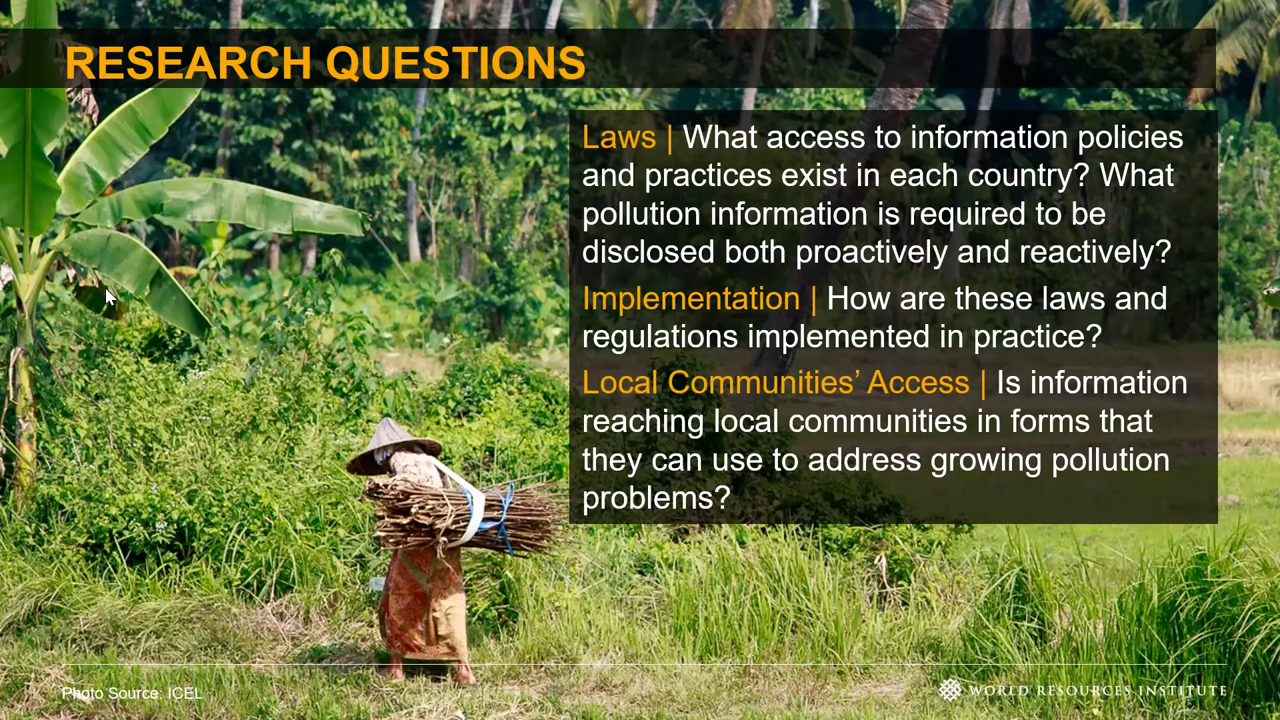 RESEARCH QUESTIONS
Laws | What access to information policies
and practices exist in each country? What
pollution information is required to be
disclosed both proactively and reactively?
Implementation | How are these laws and
regulations implemented in practice?
Local Communities’ Access | Is information
reaching local communities in forms that
they can use to address growing pollution
problems?
Photo Source: ICEL
WORLD RESOURCES INSTITUTE